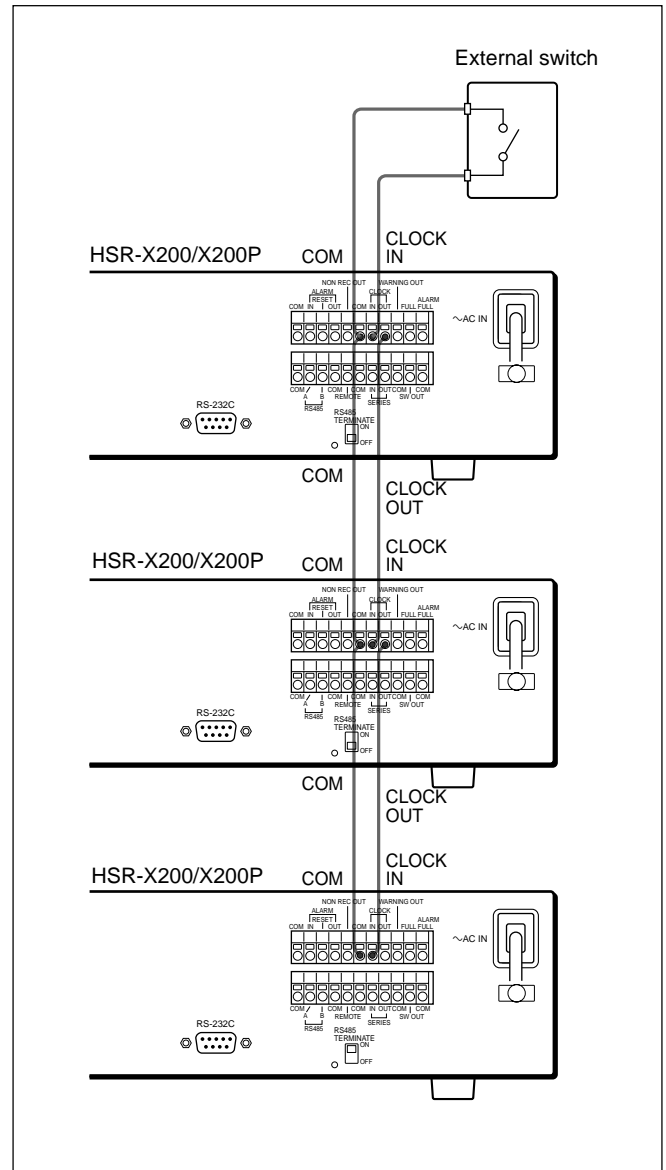 External switch
HSR-X200/X200P COM CLOCK IN
NON REC OUT WARNING OUT
ALARM CLOCK ALARM
RESET
COM IN OUT COM IN OUT FULL FULL
~AC IN
COM COM COM IN OUT COM COM
A B REMOTE SERIES SW OUT
RS485
RS-232C
RS485
TERMINATE
ON
OFF
COM CLOCK OUT
HSR-X200/X200P COM CLOCK IN
NON REC OUT WARNING OUT
ALARM CLOCK ALARM
RESET
COM IN OUT COM IN OUT FULL FULL
~AC IN
COM COM COM IN OUT COM COM
A B REMOTE SERIES SW OUT
RS485
RS-232C
RS485
TERMINATE
ON
OFF
COM CLOCK OUT
HSR-X200/X200P COM CLOCK IN
NON REC OUT WARNING OUT
ALARM CLOCK ALARM
RESET
COM IN OUT COM IN OUT FULL FULL
~AC IN
COM COM COM IN OUT COM COM
A B REMOTE SERIES SW OUT
RS485
RS-232C
RS485
TERMINATE
ON
OFF